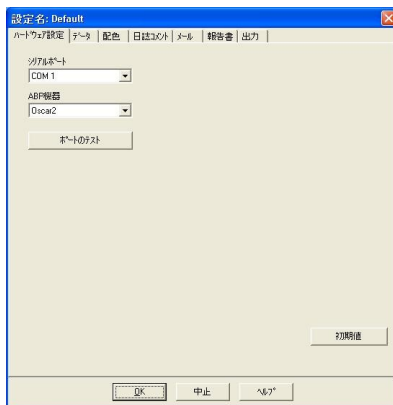 設定名: Default
ﾊｰﾄﾞｳｪｱ設定 ﾃﾞｰﾀ 配色 日誌ｺﾒﾝﾄ ﾒｰﾙ 報告書 出力
ｼﾘｱﾙﾎﾟｰﾄ
COM 1
ABP機器
Oscar2
ﾎﾟｰﾄのﾃｽﾄ
初期値
OK 中止 ﾍﾙﾌﾟ